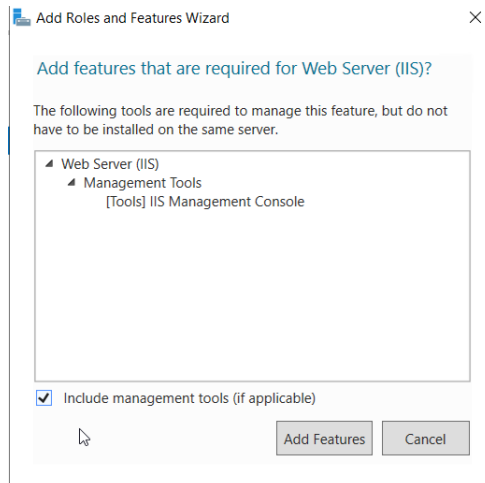 Add Roles and Features Wizard
Add features that are required for Web Server (IIS)?
The following tools are required to manage this feature, but do not
have to be installed on the same server.
Web Server (IIS)
Management Tools
[Tools] IIS Management Console
Include management tools (if applicable)
Add Features
Cancel